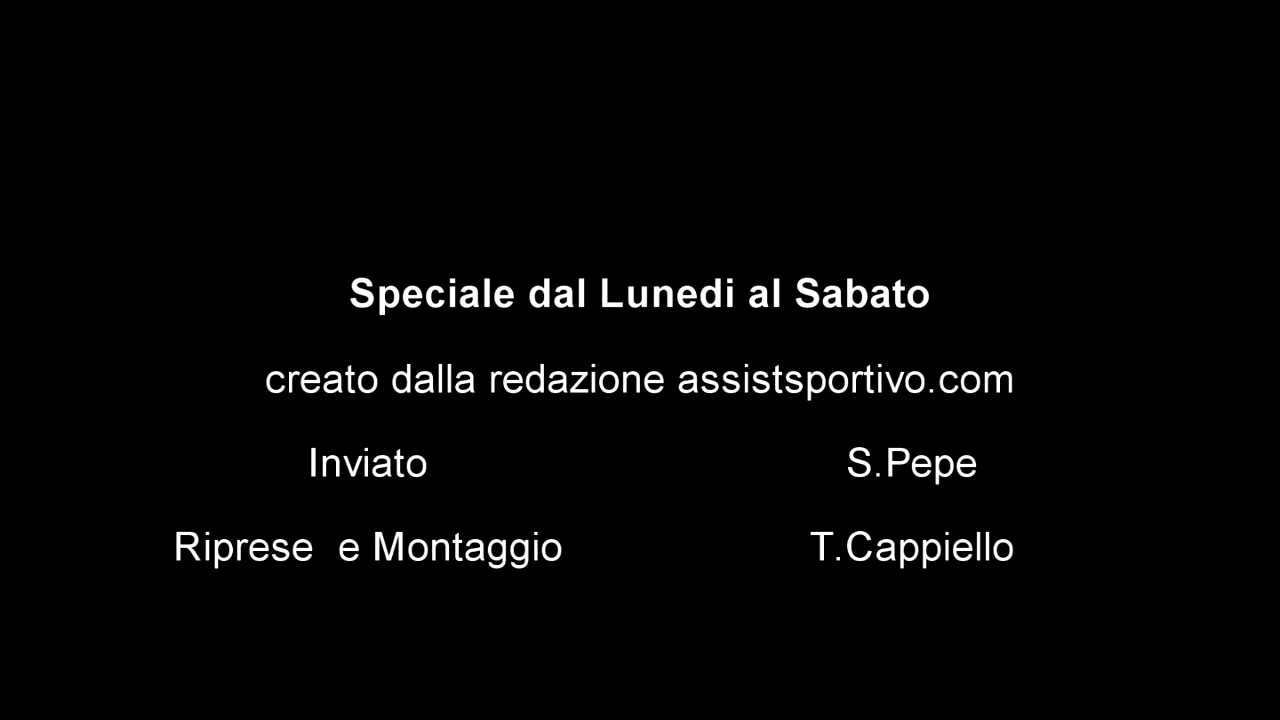 Speciale dal Lunedi al Sabato
creato dalla redazione assistsportivo.com
Inviato S.Pepe
Riprese e Montaggio T.Cappiello